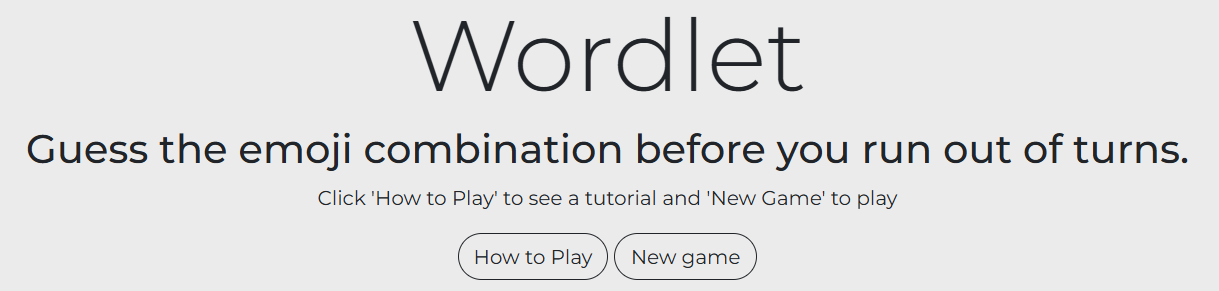 Wordlet
Guess the emoji combination before you run out of turns.
Click 'How to Play' to see a tutorial and 'New Game' to play
How to Play New game